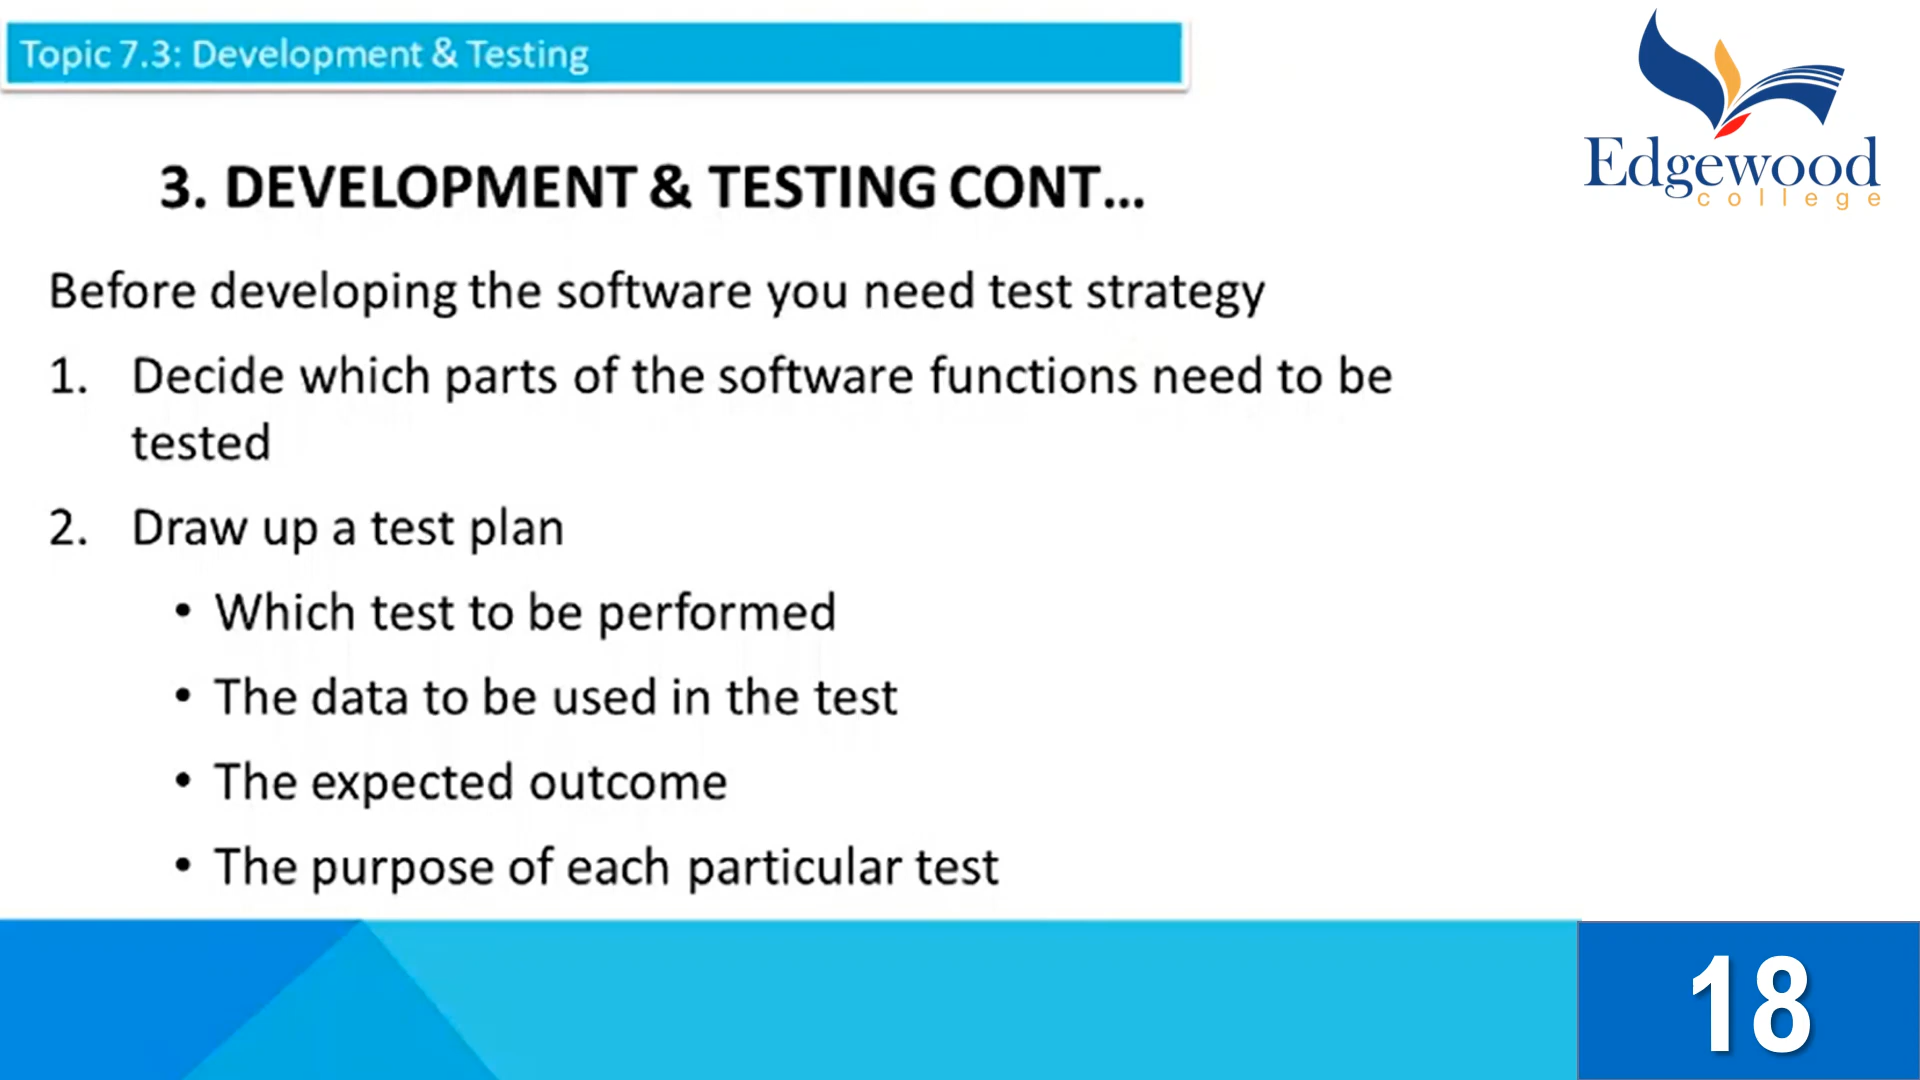 Topic 7.3: Development & Testing
Edgewood
college
3. DEVELOPMENT & TESTING CONT...
Before developing the software you need test strategy
1. Decide which parts of the software functions need to be
tested
2. Draw up a test plan
• Which test to be performed
• The data to be used in the test
• The expected outcome
• The purpose of each particular test
18